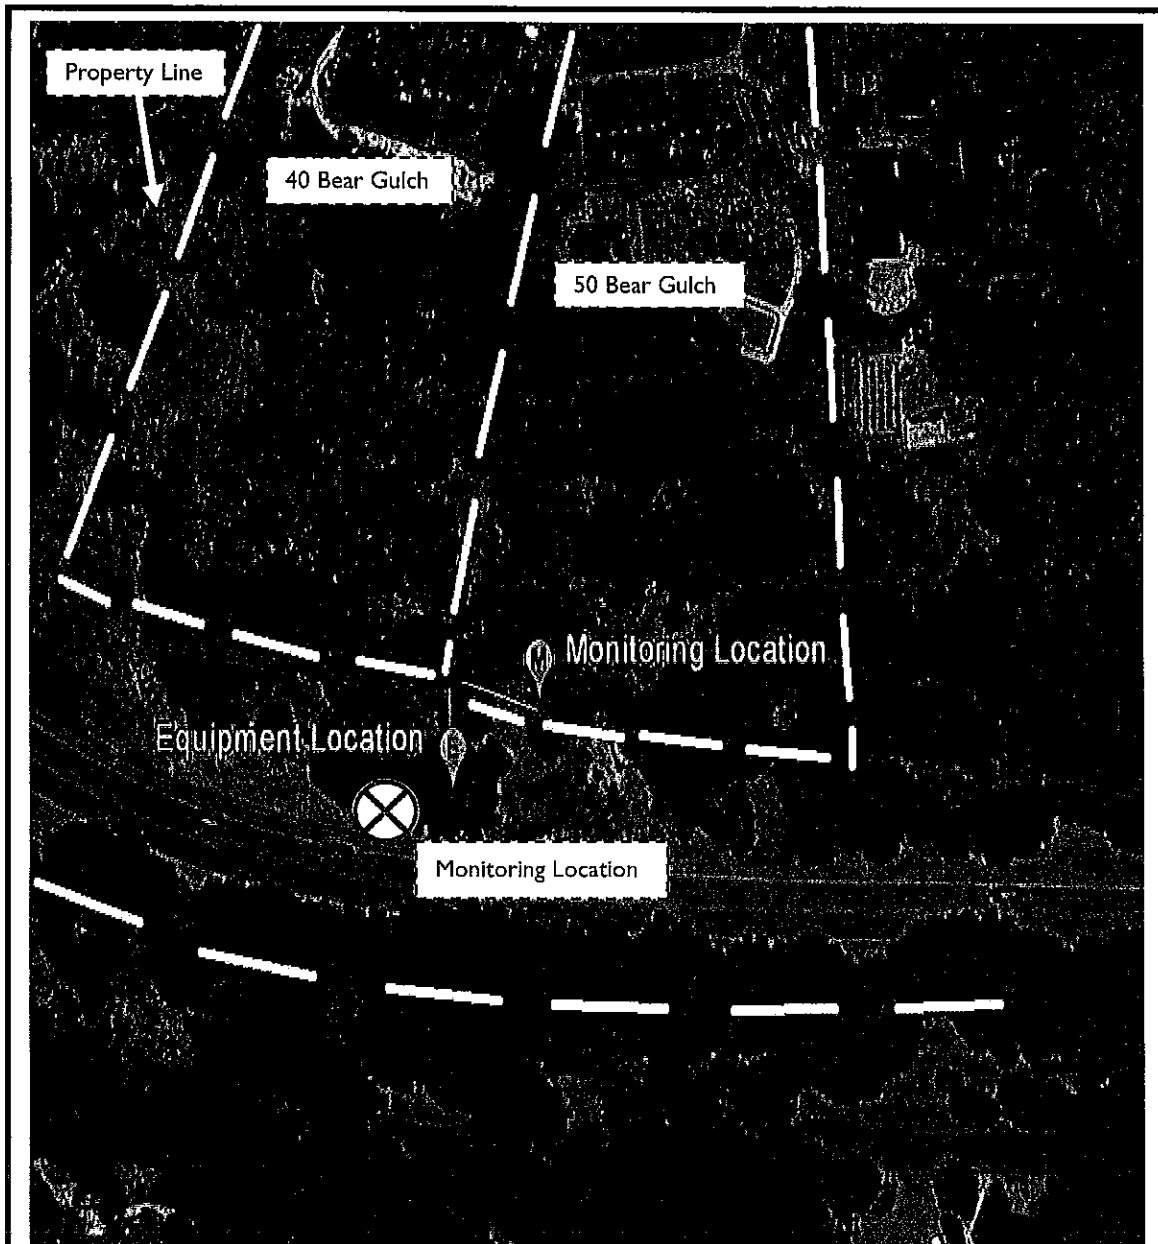 Property Line
40 Bear Gulch
50 Bear Gulch
M Monitoring Location
Equipment Location E
Monitoring Location